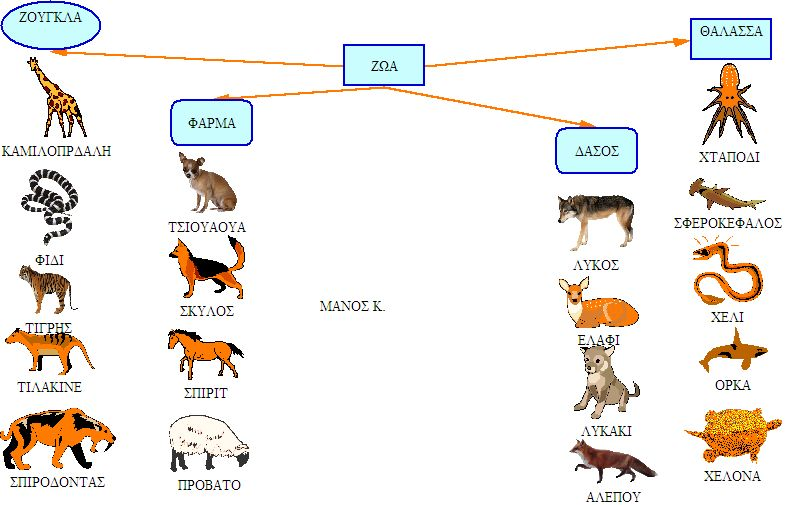 ΖΟΥΓΚΛΑ
ΘΑΛΑΣΣΑ
ΖΩΑ
ΦΑΡΜΑ
ΔΑΣΟΣ
ΚΑΜΙΛΟΠΡΔΑΛΗ
ΦΙΔΙ
ΤΙΓΡΗΣ
ΤΙΛΑΚΙΝΕ
ΣΠΙΡΟΔΟΝΤΑΣ
ΤΣΙΟΥΑΟΥΑ
ΣΚΥΛΟΣ
ΣΠΙΡΙΤ
ΠΡΟΒΑΤΟ
ΜΑΝΟΣ Κ.
ΛΥΚΟΣ
ΕΛΑΦΙ
ΛΥΚΑΚΙ
ΑΛΕΠΟΥ
ΧΤΑΠΟΔΙ
ΣΦΕΡΟΚΕΦΑΛΟΣ
ΧΕΛΙ
ΟΡΚΑ
ΧΕΛΟΝΑ